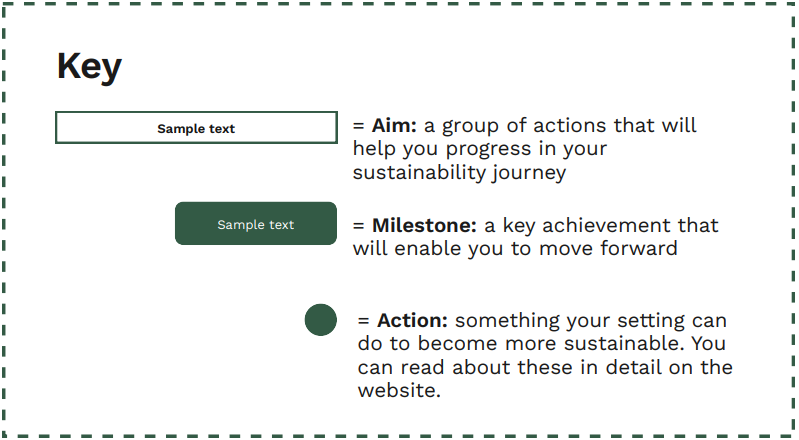 Key
Sample text
= Aim: a group of actions that will
help you progress in your
sustainability journey
Sample text
= Milestone: a key achievement that
will enable you to move forward
= Action: something your setting can
do to become more sustainable. You
can read about these in detail on the
website.